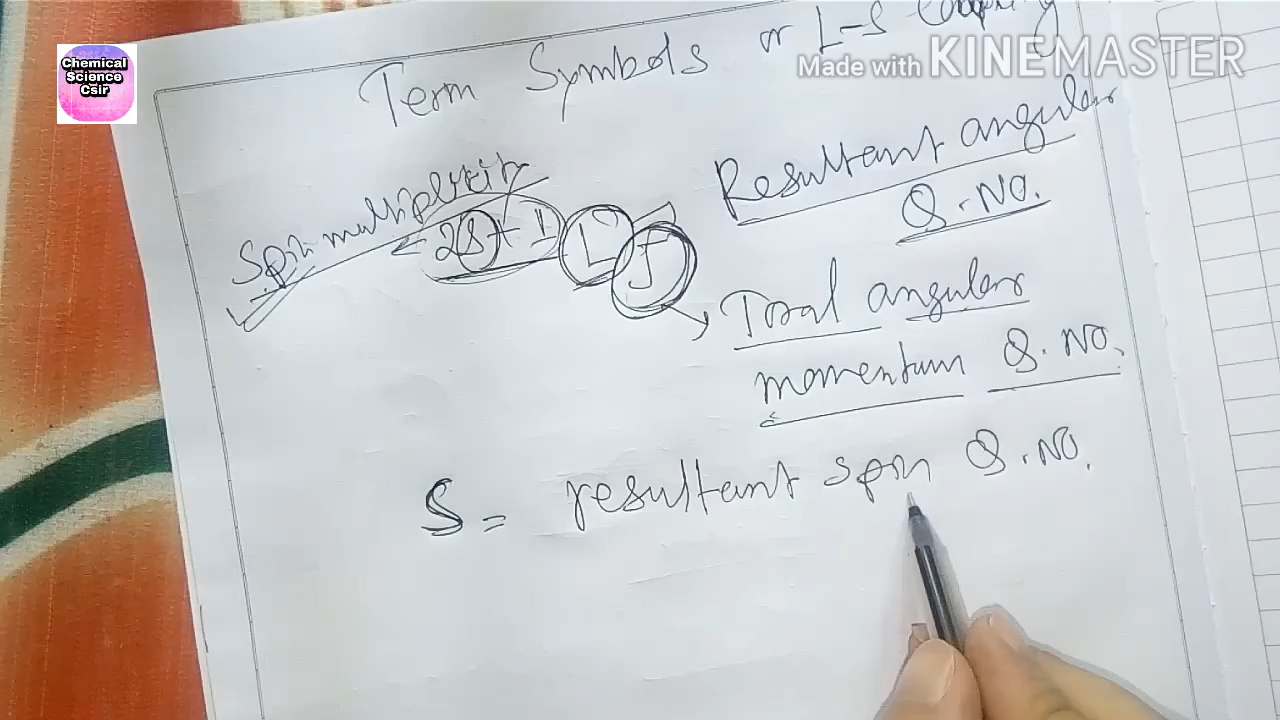 Chemical
Science
Csir
Made with KINEMASTER
Term Symbols or L-S Coupling
Spin multiplicity
2S+1 L J
Resultant angular
Q. NO.
Total angular
momentum Q. NO.
S = resultant spin Q. NO.